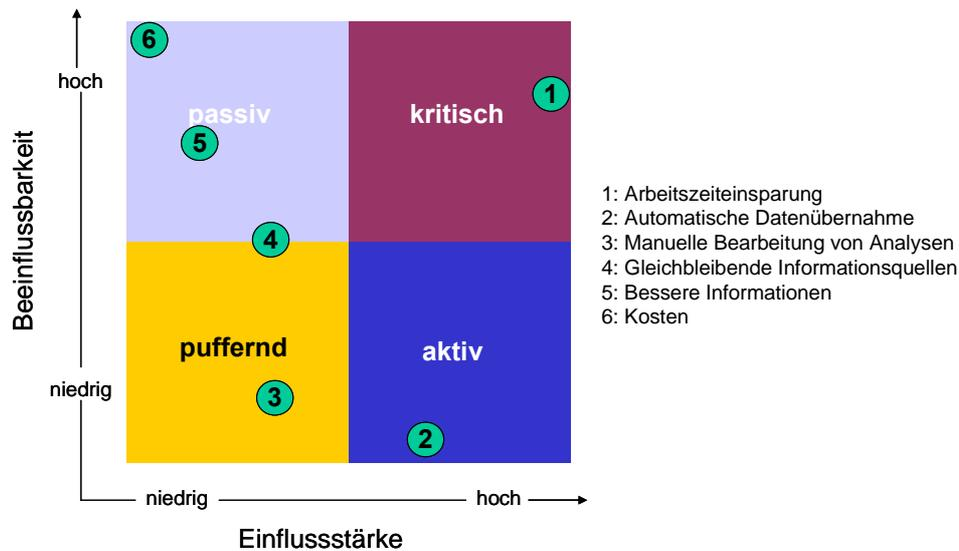 6
hoch
1
passiv
kritisch
5
Beeinflussbarkeit
1: Arbeitszeiteinsparung
2: Automatische Datenübernahme
3: Manuelle Bearbeitung von Analysen
4: Gleichbleibende Informationsquellen
5: Bessere Informationen
6: Kosten
4
puffernd
aktiv
niedrig
3
2
niedrig
hoch
Einflussstärke